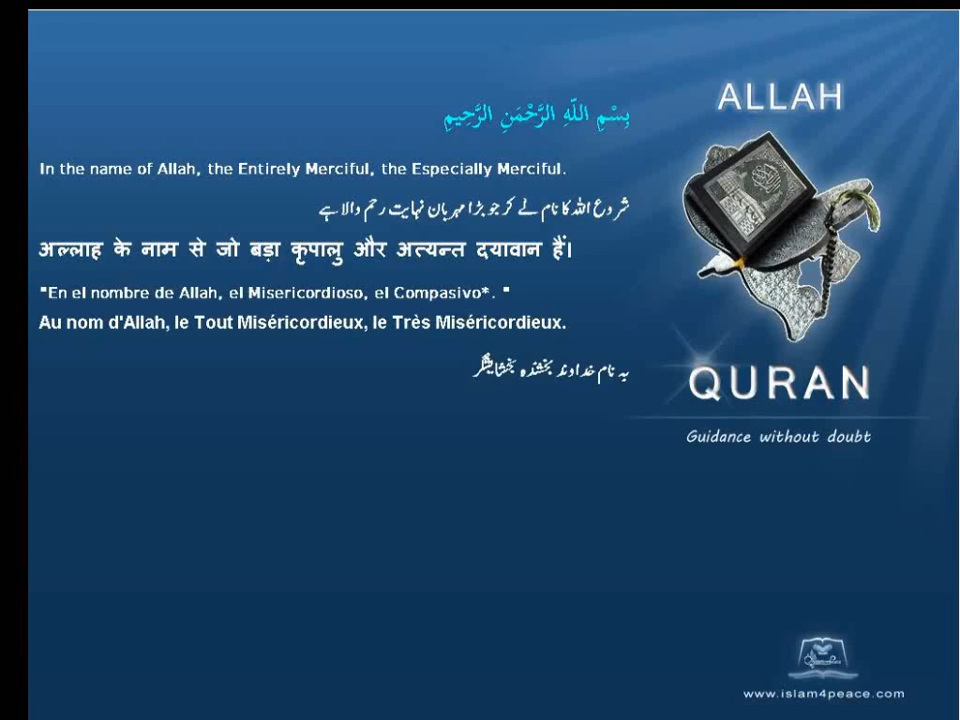 بِسْمِ اللَّهِ الرَّحْمَنِ الرَّحِيمِ
In the name of Allah, the Entirely Merciful, the Especially Merciful.
شروع اللہ کا نام لے کر جو بڑا مہربان نہایت رحم والا ہے
अल्लाह के नाम से जो बड़ा कृपालु और अत्यन्त दयावान हैं।
"En el nombre de Allah, el Misericordioso, el Compasivo*. "
Au nom d'Allah, le Tout Miséricordieux, le Très Miséricordieux.
به نام خداوند بخشنده بخشایشگر
ALLAH
QURAN
Guidance without doubt
www.islam4peace.com